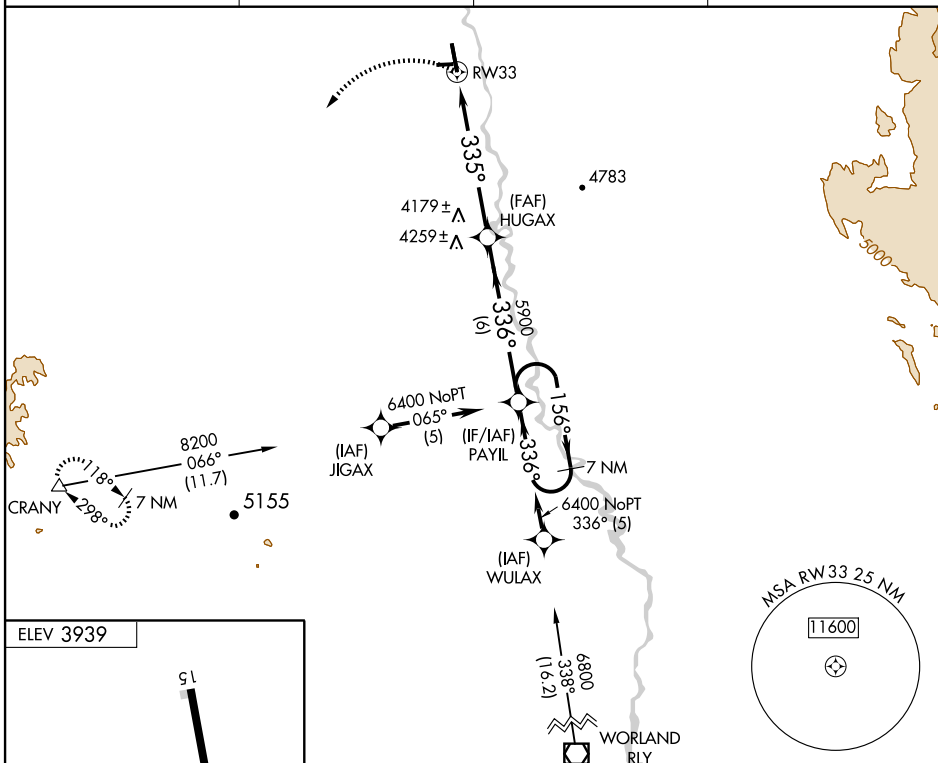 RW33
335°
4783
(FAF)
HUGAX
4179±
4259±
5000
5900
336°
(6)
6400 NoPT
065°
(5)
(IAF)
JIGAX
(IF/IAF)
PAYIL
156°
336°
7 NM
8200
066°
(11.7)
CRANY
118°
298°
7 NM
5155
6400 NoPT
336° (5)
(IAF)
WULAX
MSA RW33 25 NM
11600
ELEV 3939
15
6800
338°
(16.2)
WORLAND
RLY